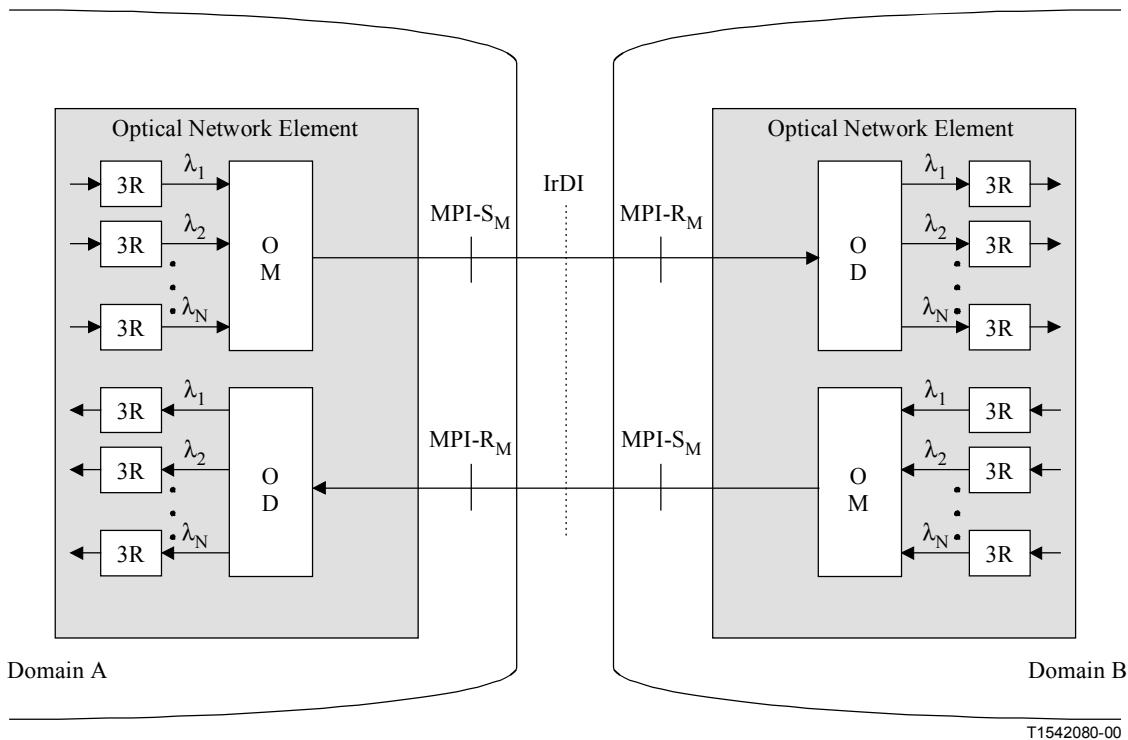 Optical Network Element
3R λ1
3R λ2
3R λN
O
M
3R λ1
3R λ2
3R λN
O
D
MPI-SM
IrDI
MPI-RM
MPI-RM
MPI-SM
Optical Network Element
O
D
λ1 3R
λ2 3R
λN 3R
O
M
λ1 3R
λ2 3R
λN 3R
Domain A
Domain B
T1542080-00